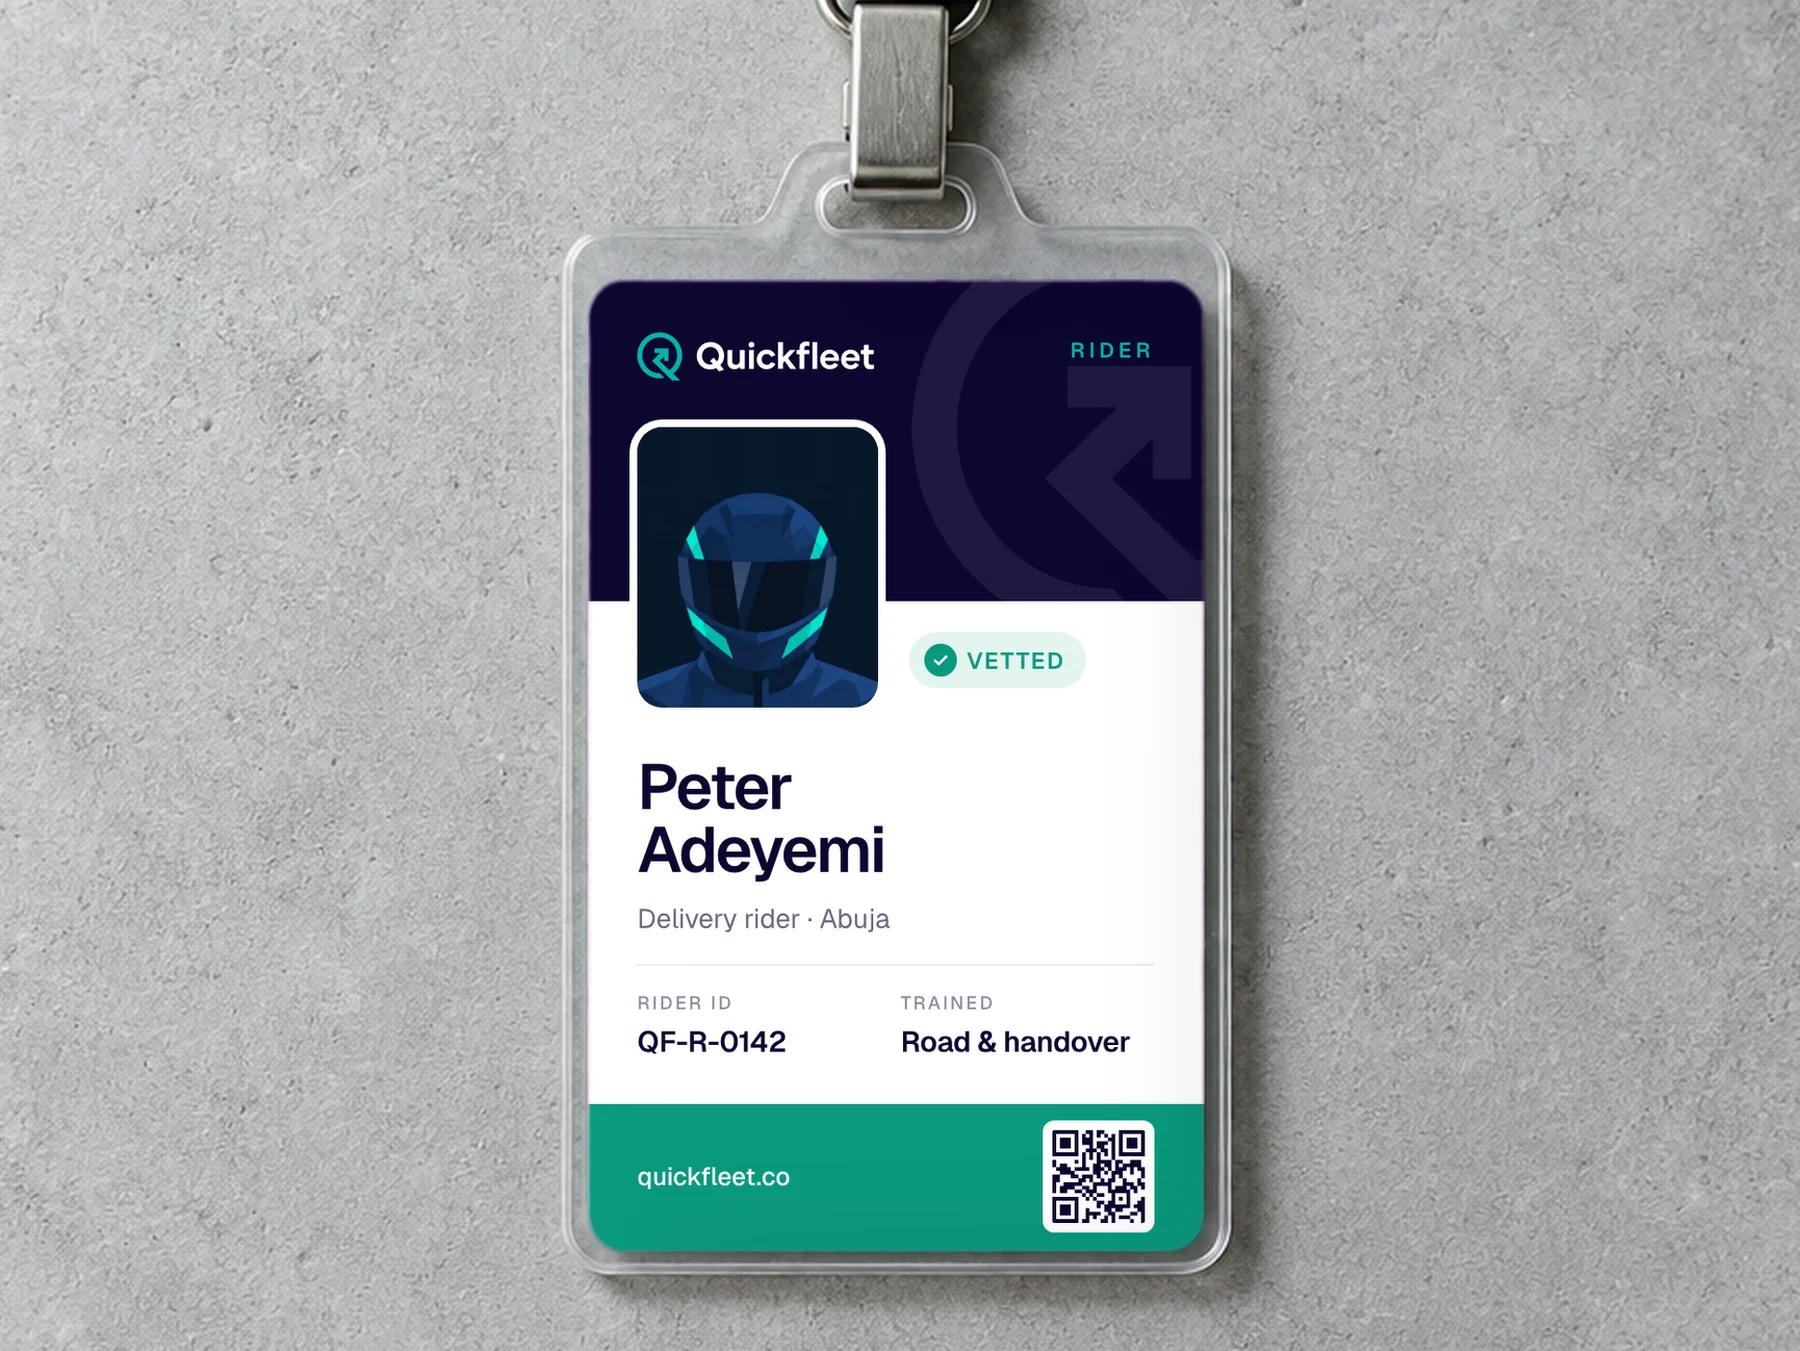 Quickfleet
RIDER
VETTED
Peter
Adeyemi
Delivery rider · Abuja
RIDER ID
TRAINED
QF-R-0142
Road & handover
quickfleet.co